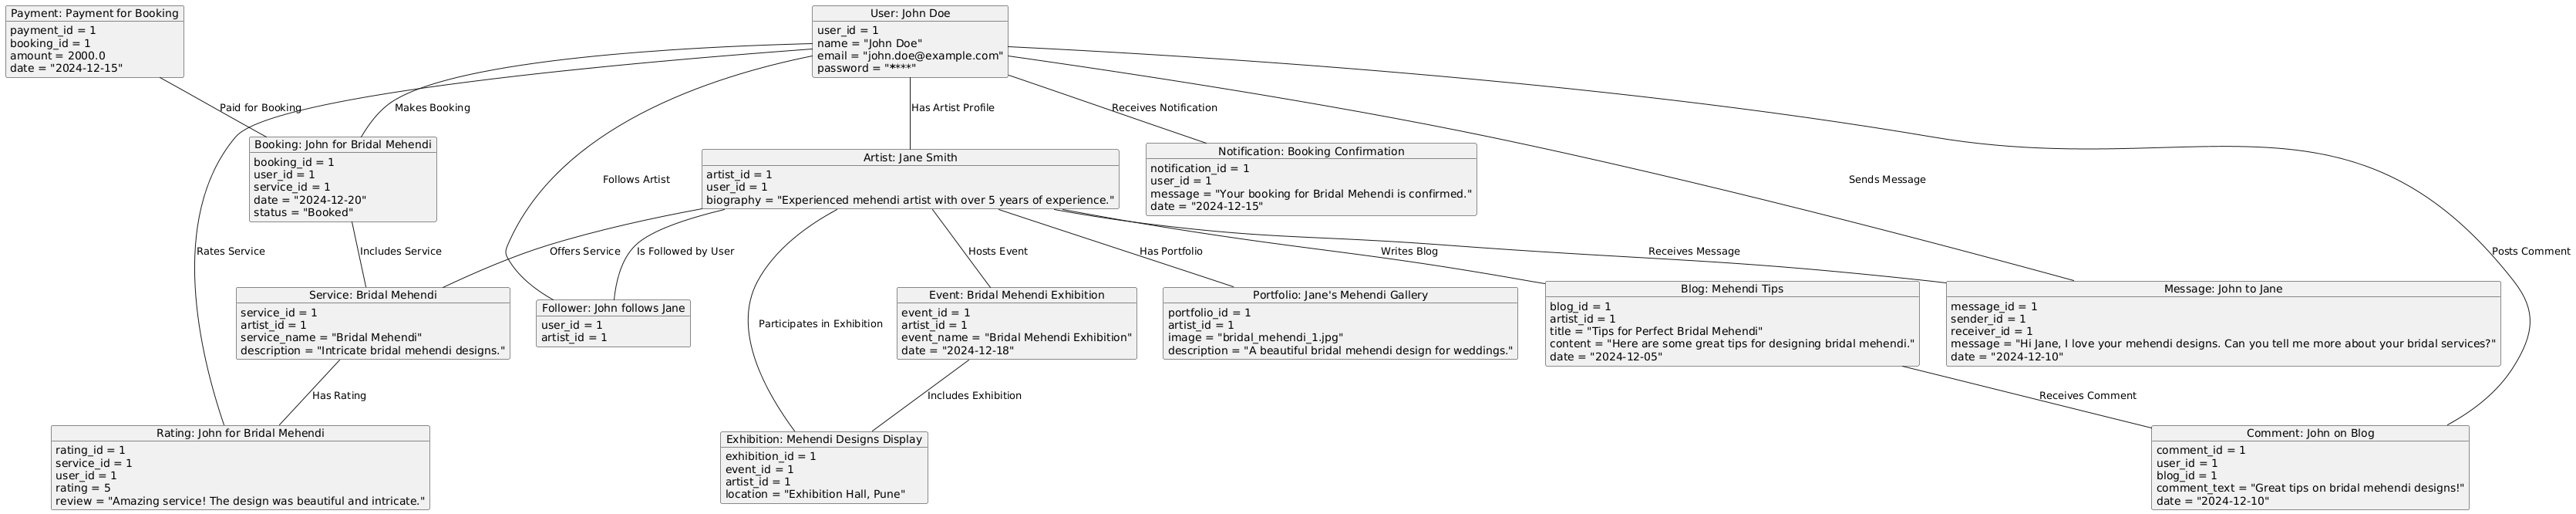 Payment: Payment for Booking
payment_id = 1
booking_id = 1
amount = 2000.0
date = "2024-12-15"
User: John Doe
user_id = 1
name = "John Doe"
email = "john.doe@example.com"
password = "*****"
Paid for Booking
Makes Booking
Has Artist Profile
Receives Notification
Booking: John for Bridal Mehendi
booking_id = 1
user_id = 1
service_id = 1
date = "2024-12-20"
status = "Booked"
Follows Artist
Artist: Jane Smith
artist_id = 1
user_id = 1
biography = "Experienced mehendi artist with over 5 years of experience."
Notification: Booking Confirmation
notification_id = 1
user_id = 1
message = "Your booking for Bridal Mehendi is confirmed."
date = "2024-12-15"
Sends Message
Rates Service
Includes Service
Offers Service
Is Followed by User
Hosts Event
Has Portfolio
Writes Blog
Receives Message
Posts Comment
Service: Bridal Mehendi
service_id = 1
artist_id = 1
service_name = "Bridal Mehendi"
description = "Intricate bridal mehendi designs."
Follower: John follows Jane
user_id = 1
artist_id = 1
Participates in Exhibition
Event: Bridal Mehendi Exhibition
event_id = 1
artist_id = 1
event_name = "Bridal Mehendi Exhibition"
date = "2024-12-18"
Portfolio: Jane's Mehendi Gallery
portfolio_id = 1
artist_id = 1
image = "bridal_mehendi_1.jpg"
description = "A beautiful bridal mehendi design for weddings."
Blog: Mehendi Tips
blog_id = 1
artist_id = 1
title = "Tips for Perfect Bridal Mehendi"
content = "Here are some great tips for designing bridal mehendi."
date = "2024-12-05"
Message: John to Jane
message_id = 1
sender_id = 1
receiver_id = 1
message = "Hi Jane, I love your mehendi designs. Can you tell me more about your bridal services?"
date = "2024-12-10"
Has Rating
Includes Exhibition
Receives Comment
Rating: John for Bridal Mehendi
rating_id = 1
service_id = 1
user_id = 1
rating = 5
review = "Amazing service! The design was beautiful and intricate."
Exhibition: Mehendi Designs Display
exhibition_id = 1
event_id = 1
artist_id = 1
location = "Exhibition Hall, Pune"
Comment: John on Blog
comment_id = 1
user_id = 1
blog_id = 1
comment_text = "Great tips on bridal mehendi designs!"
date = "2024-12-10"